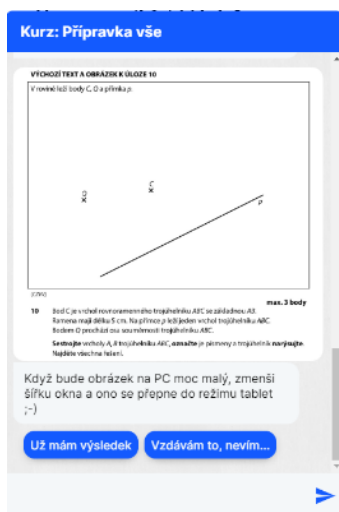 Kurz: Přípravka vše
VÝCHOZÍ TEXT A OBRÁZEK K ÚLOZE 10
V rovině leží body C, O a přímka p.
O
C
p
(CZVV)
max. 3 body
10 Bod C je vrchol rovnoramenného trojúhelníku ABC se základnou AB.
Ramena mají délku 5 cm. Na přímce p leží jeden vrchol trojúhelníku ABC.
Bodem O prochází osa souměrnosti trojúhelníku ABC.
Sestrojte vrcholy A, B trojúhelníku ABC, označte je písmeny a trojúhelník narýsujte.
Najděte všechna řešení.
Když bude obrázek na PC moc malý, zmenši
šířku okna a ono se přepne do režimu tablet
;-)
Už mám výsledek
Vzdávám to, nevím...